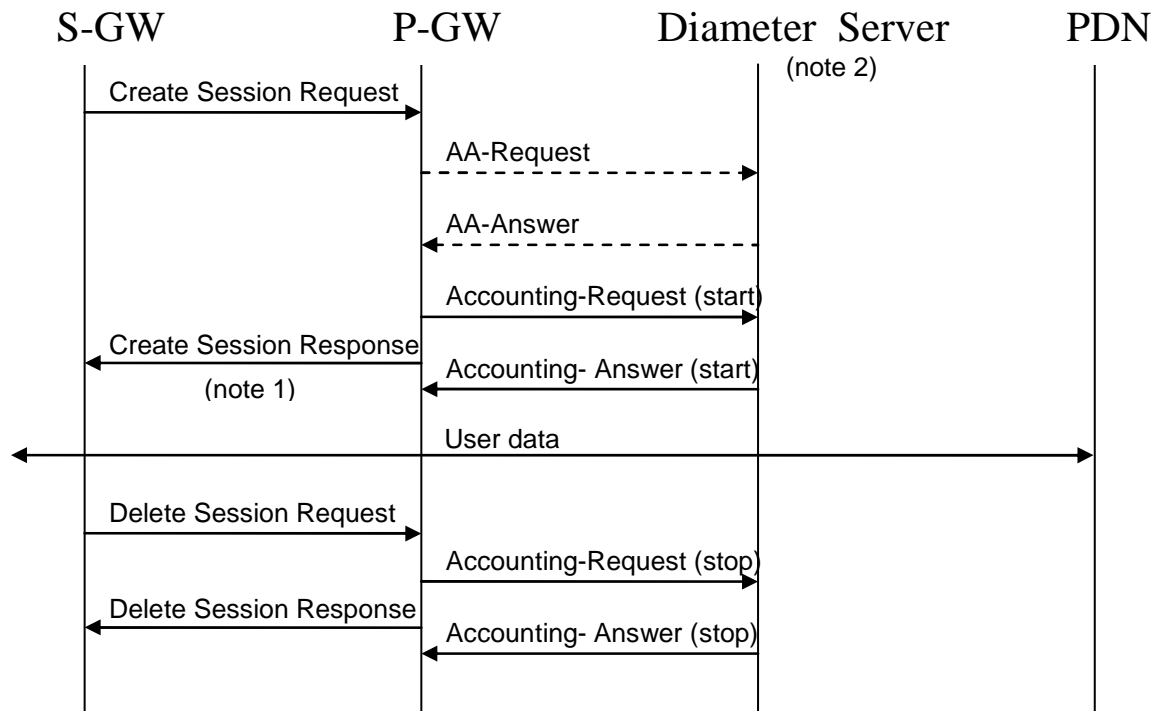 S-GW P-GW Diameter Server PDN
(note 2)
Create Session Request
AA-Request
AA-Answer
Accounting-Request (start)
Create Session Response
(note 1)
Accounting- Answer (start)
User data
Delete Session Request
Accounting-Request (stop)
Delete Session Response
Accounting- Answer (stop)